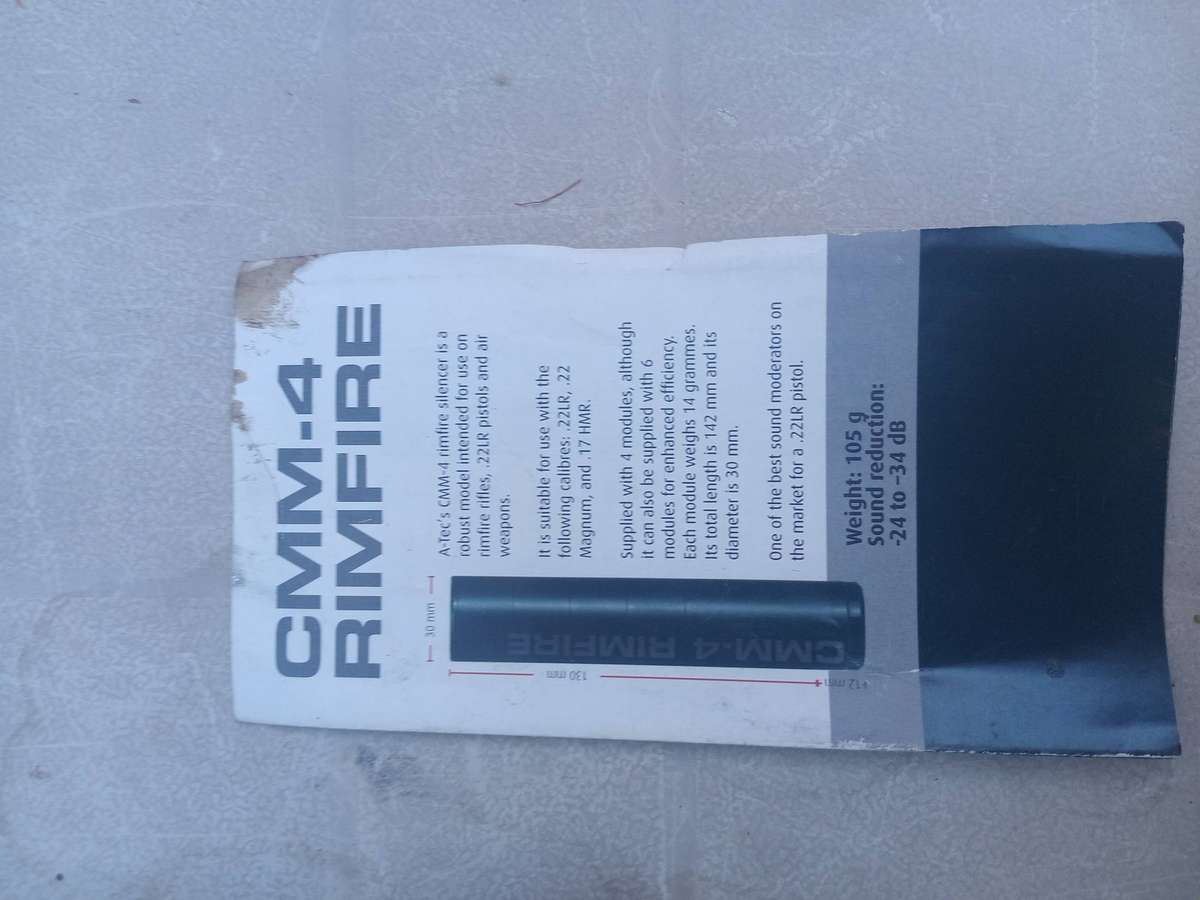 CMM-4
RIMFIRE
A-Tec's CMM-4 rimfire silencer is a
robust model intended for use on
rimfire rifles, .22LR pistols and air
weapons.
It is suitable for use with the
following calibres: .22LR, .22
Magnum, and .17 HMR.
Supplied with 4 modules, although
it can also be supplied with 6
modules for enhanced efficiency.
Each module weighs 14 grammes.
Its total length is 142 mm and its
diameter is 30 mm.
One of the best sound moderators on
the market for a .22LR pistol.
30 mm
130 mm
+12 mm
CMM-4 RIMFIRE
Weight: 105 g
Sound reduction:
-24 to -34 dB